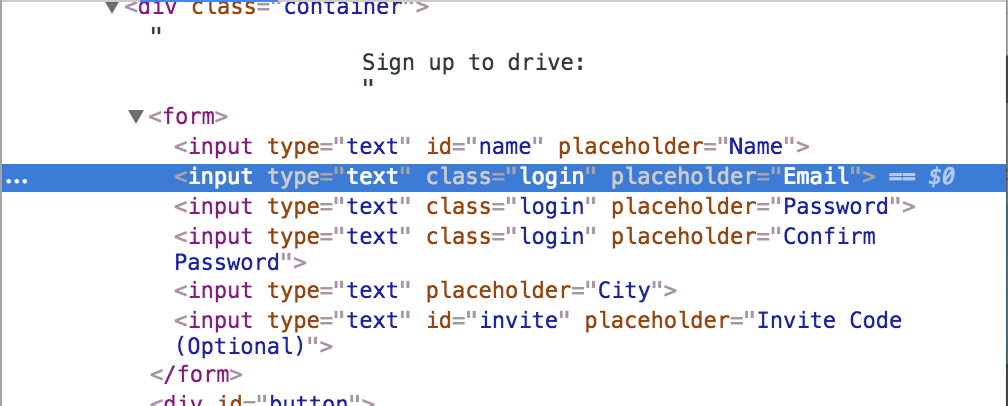 <div class="container">
"
Sign up to drive:
"
▼<form>
<input type="text" id="name" placeholder="Name">
... <input type="text" class="login" placeholder="Email"> == $0
<input type="text" class="login" placeholder="Password">
<input type="text" class="login" placeholder="Confirm
Password">
<input type="text" placeholder="City">
<input type="text" id="invite" placeholder="Invite Code
(Optional)">
</form>
<div id="button">